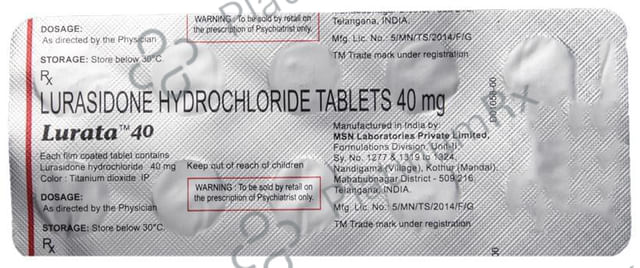 DOSAGE:
As directed by the Physician
STORAGE: Store below 30°C.
Rx
WARNING : To be sold by retail on
the prescription of Psychiatrist only.
Telangana, INDIA.
Mfg. Lic. No.: 5/MN/TS/2014/F/G
TM Trade mark under registration
LURASIDONE HYDROCHLORIDE TABLETS 40 mg
Lurata™ 40
Each film coated tablet contains
Lurasidone hydrochloride 40 mg
Color : Titanium dioxide IP
DOSAGE:
As directed by the Physician
STORAGE: Store below 30°C.
Rx
Keep out of reach of children
WARNING : To be sold by retail on
the prescription of Psychiatrist only.
Manufactured in India by:
MSN Laboratories Private Limited,
Formulations Division, Unit-II,
Sy. No. 1277 & 1319 to 1324,
Nandigama (Village), Kothur (Mandal),
Mahabubnagar District - 509 216,
Telangana, INDIA.
Mfg. Lic. No.: 5/MN/TS/2014/F/G
TM Trade mark under registration